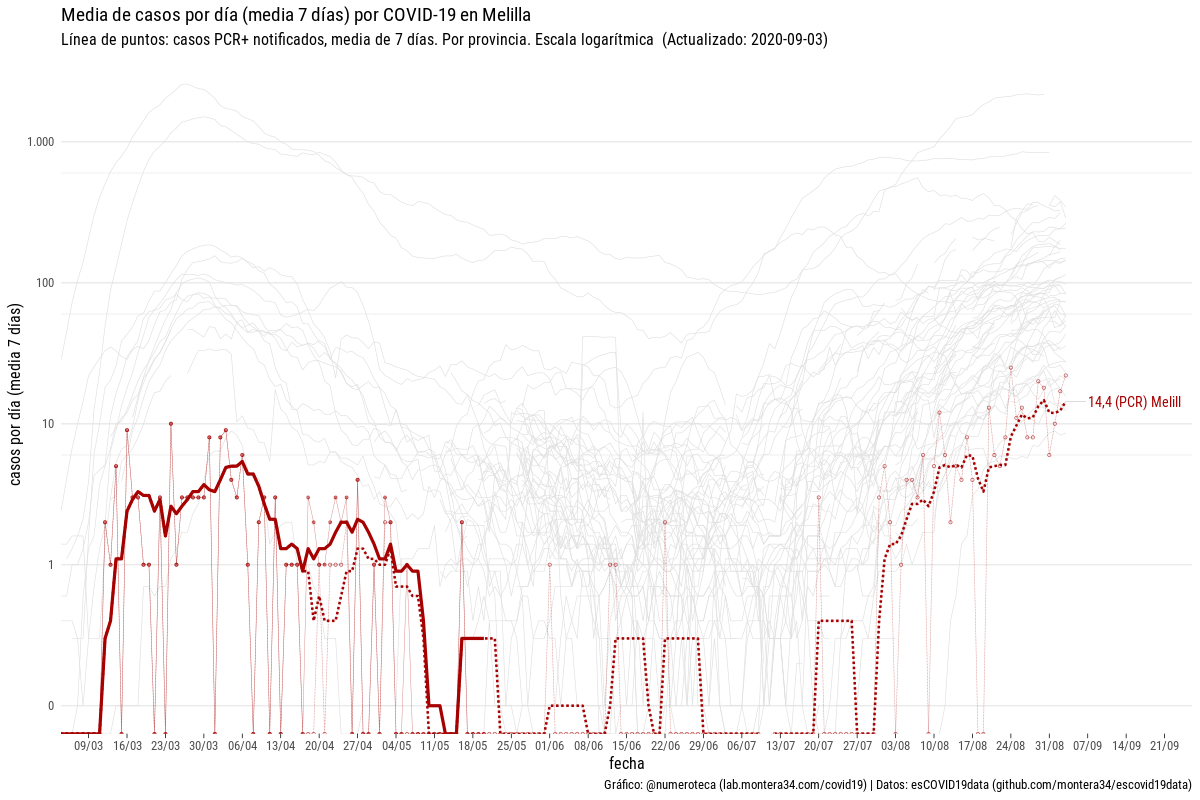 Media de casos por día (media 7 días) por COVID-19 en Melilla
Línea de puntos: casos PCR+ notificados, media de 7 días. Por provincia. Escala logarítmica  (Actualizado: 2020-09-03)
casos por día (media 7 días)
1.000
100
10
1
0
14,4 (PCR) Melill
09/03 16/03 23/03 30/03 06/04 13/04 20/04 27/04 04/05 11/05 18/05 25/05 01/06 08/06 15/06 22/06 29/06 06/07 13/07 20/07 27/07 03/08 10/08 17/08 24/08 31/08 07/09 14/09 21/09
fecha
Gráfico: @numeroteca (lab.montera34.com/covid19) | Datos: esCOVID19data (github.com/montera34/escovid19data)